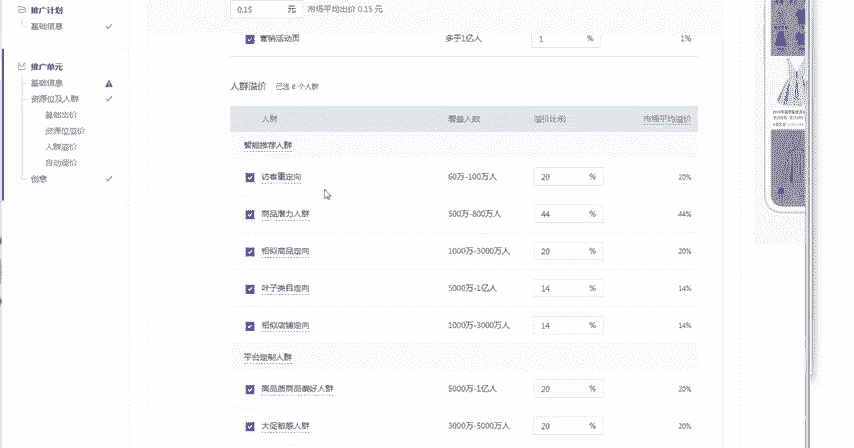 推广计划
基础信息
推广单元
基础信息
资源位及人群
基础出价
资源位溢价
人群溢价
自动调价
创意
0.15 元 市场平均出价 0.15 元
营销活动页 多于1亿人 1 % 1%
人群溢价 已选 8 个人群
人群 覆盖人数 溢价比例 市场平均溢价
智能推荐人群
访客重定向 60万-100万人 20 % 20%
商品潜力人群 500万-800万人 44 % 44%
相似商品定向 1000万-3000万人 20 % 20%
叶子类目定向 5000万-1亿人 14 % 14%
相似店铺定向 1000万-3000万人 14 % 14%
平台定制人群
高品质商品偏好人群 5000万-1亿人 20 % 20%
大促敏感人群 3000万-5000万人 20 % 20%